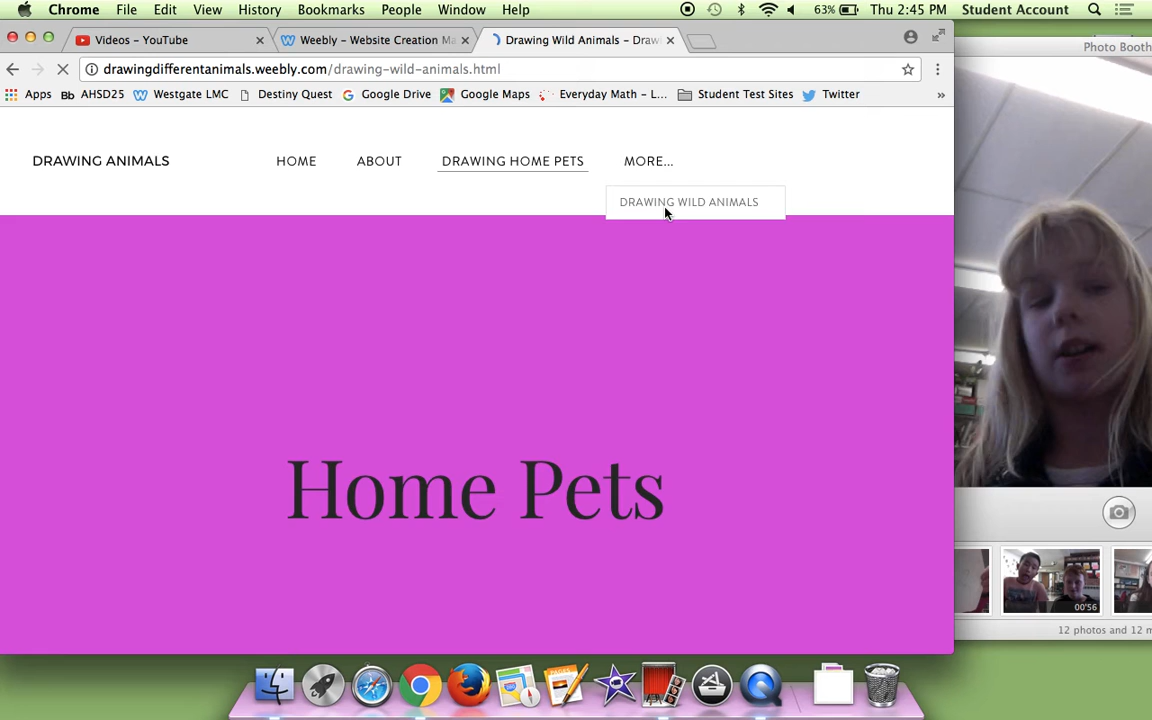 Chrome File Edit View History Bookmarks People Window Help 63% Thu 2:45 PM Student Account
Videos - YouTube Weebly - Website Creation Ma Drawing Wild Animals - Draw
Photo Booth
drawingdifferentanimals.weebly.com/drawing-wild-animals.html
Apps Bb AHSD25 Westgate LMC Destiny Quest Google Drive Google Maps Everyday Math – L... Student Test Sites Twitter »
DRAWING ANIMALS HOME ABOUT DRAWING HOME PETS MORE...
DRAWING WILD ANIMALS
Home Pets
00'56
12 photos and 12 m